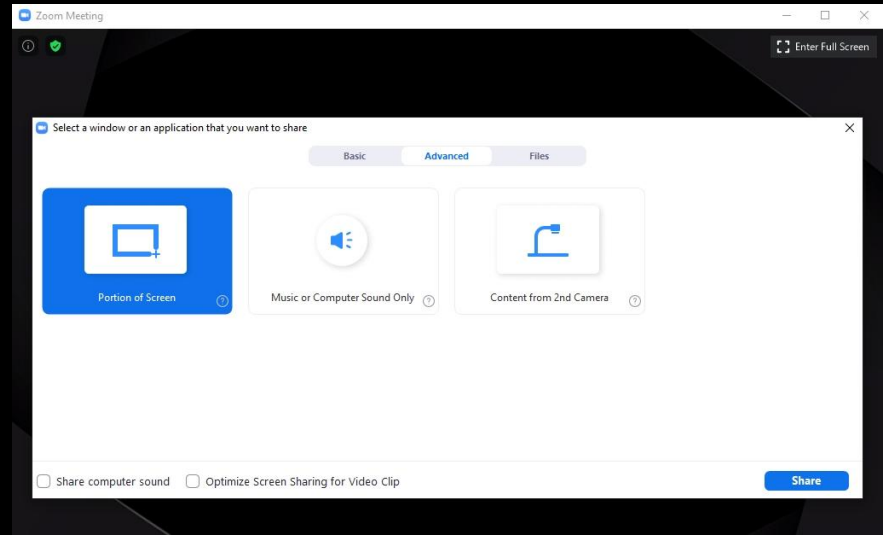 Zoom Meeting
Enter Full Screen
Select a window or an application that you want to share
Basic Advanced Files
Portion of Screen ? Music or Computer Sound Only ? Content from 2nd Camera ?
Share computer sound Optimize Screen Sharing for Video Clip Share